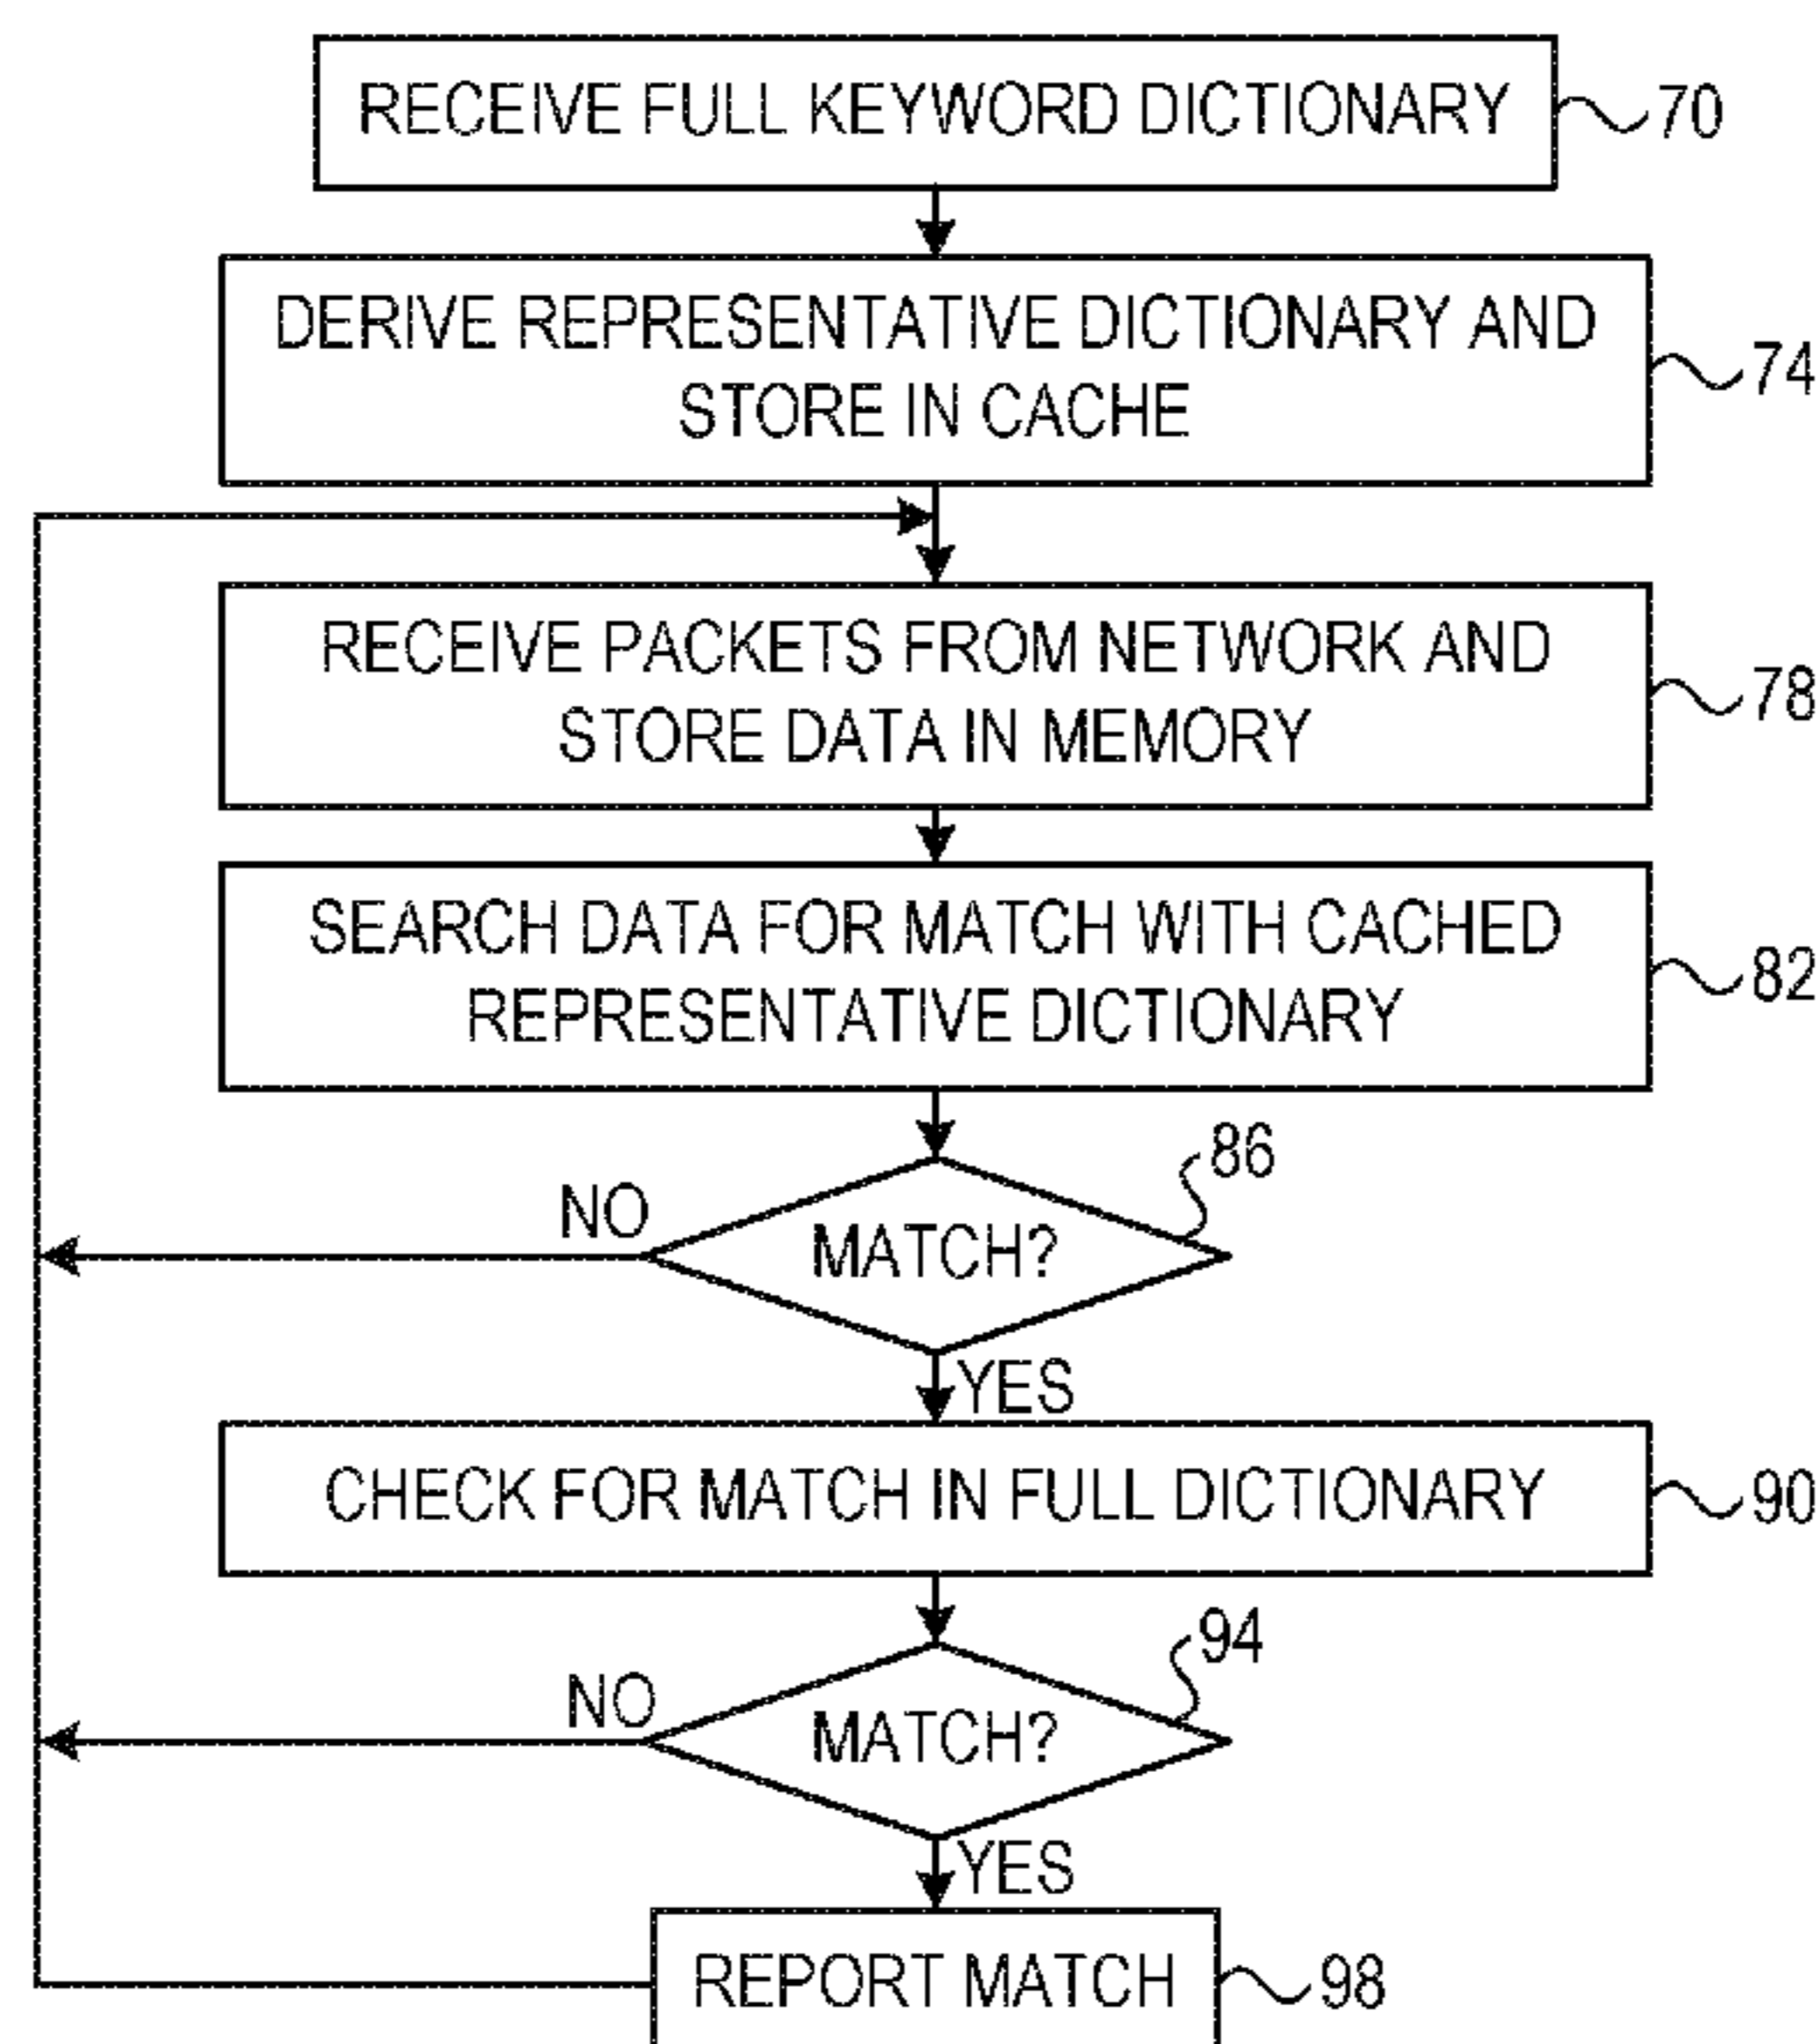 RECEIVE FULL KEYWORD DICTIONARY
70
DERIVE REPRESENTATIVE DICTIONARY AND
STORE IN CACHE
74
RECEIVE PACKETS FROM NETWORK AND
STORE DATA IN MEMORY
78
SEARCH DATA FOR MATCH WITH CACHED
REPRESENTATIVE DICTIONARY
82
86
NO
MATCH?
YES
CHECK FOR MATCH IN FULL DICTIONARY
90
94
NO
MATCH?
YES
REPORT MATCH
98